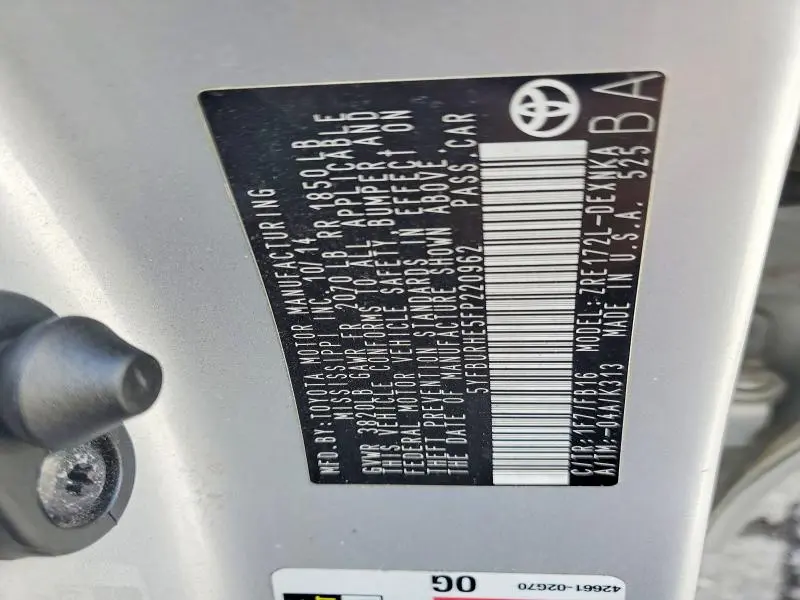 MFD.BY:TOYOTA MOTOR MANUFACTURING
MISSISSIPPI INC. 10/14
GVWR 3820LB GAWR FR 2070LB RR 1850LB
THIS VEHICLE CONFORMS TO ALL APPLICABLE
FEDERAL MOTOR VEHICLE SAFETY BUMPER AND
THEFT PREVENTION STANDARDS IN EFFECT ON
THE DATE OF MANUFACTURE SHOWN ABOVE.
5YFBURHE5FP220962 PASS.CAR
C/TR:1F7/FB16 MODEL:ZRE172L-DEXNKA
A/TM:-04A/K313 MADE IN U.S.A. 525
BA
42661-02G70
OG